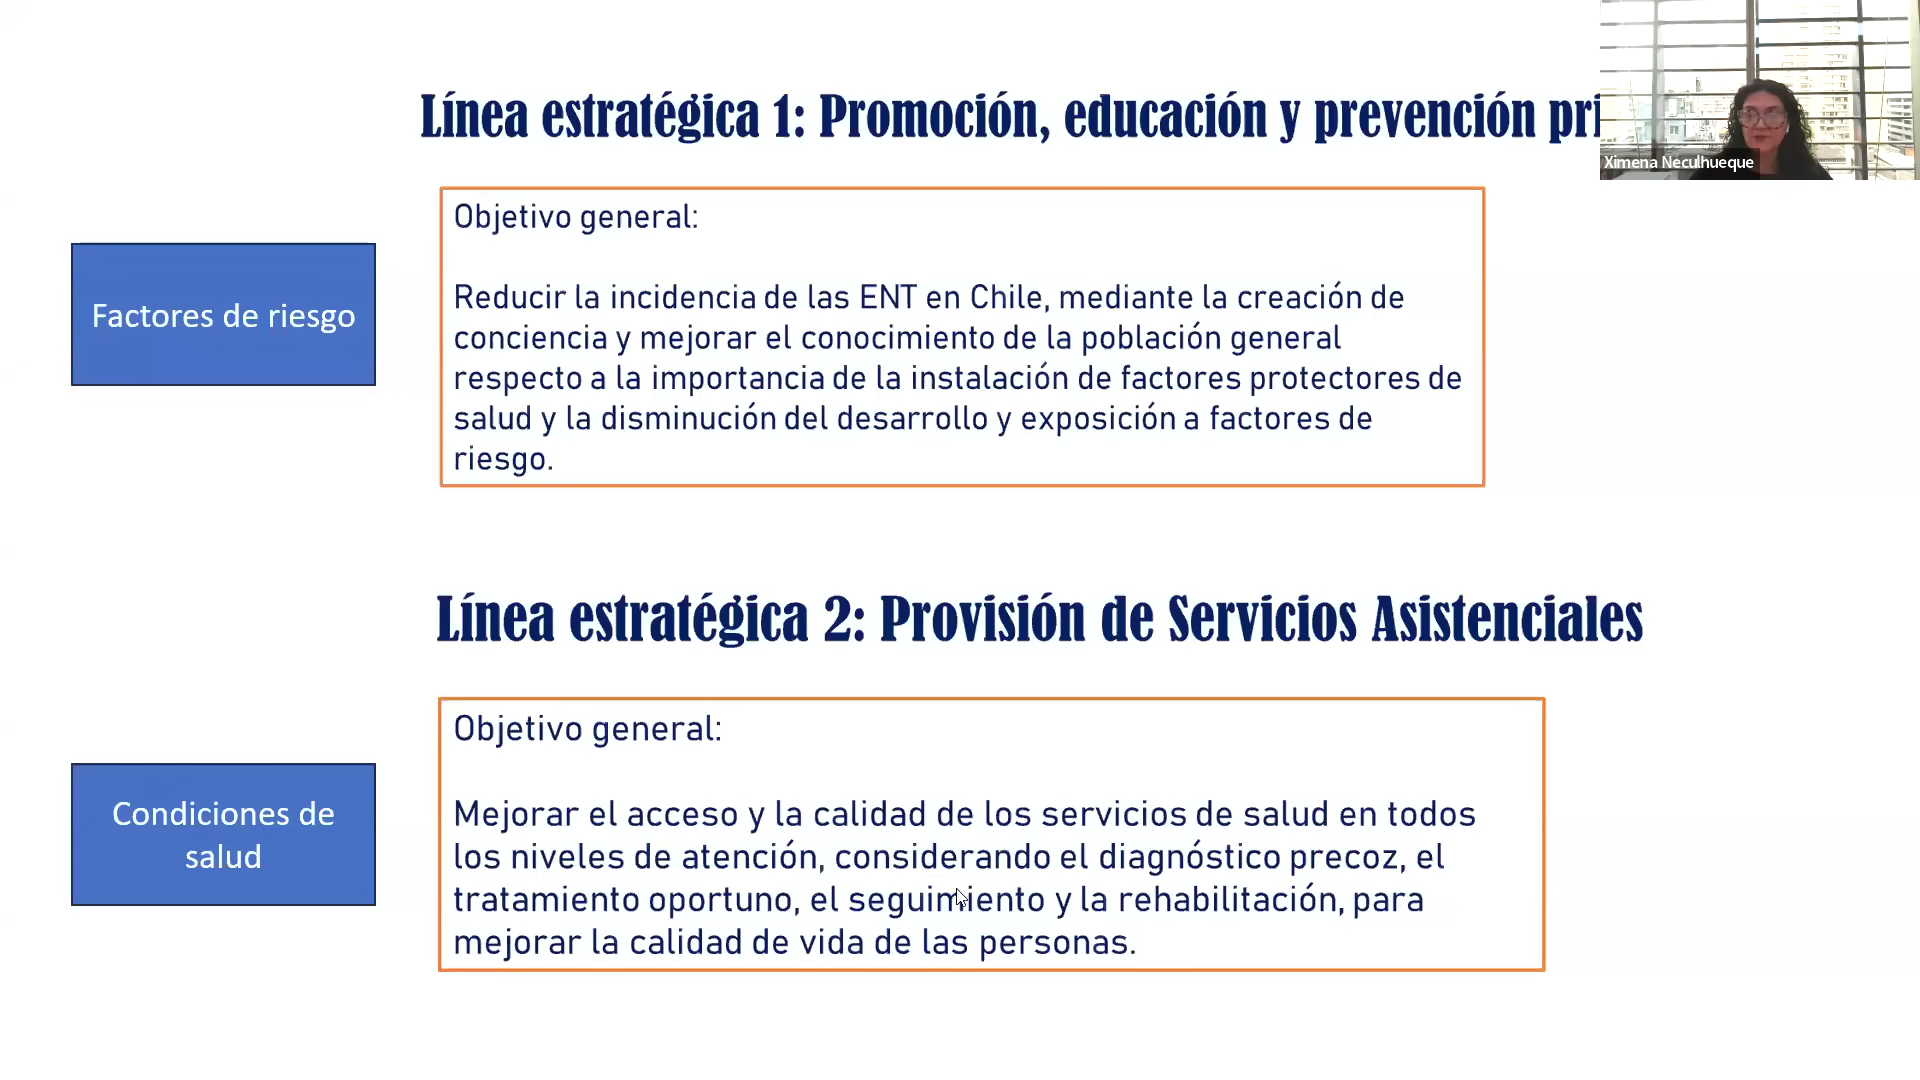 Línea estratégica 1: Promoción, educación y prevención
Ximena Neculhueque
Objetivo general:
Reducir la incidencia de las ENT en Chile, mediante la creación de
conciencia y mejorar el conocimiento de la población general
respecto a la importancia de la instalación de factores protectores de
salud y la disminución del desarrollo y exposición a factores de
riesgo.
Factores de riesgo
Línea estratégica 2: Provisión de Servicios Asistenciales
Objetivo general:
Mejorar el acceso y la calidad de los servicios de salud en todos
los niveles de atención, considerando el diagnóstico precoz, el
tratamiento oportuno, el seguimiento y la rehabilitación, para
mejorar la calidad de vida de las personas.
Condiciones de
salud